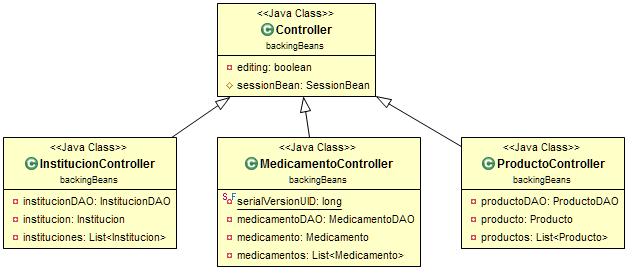 <<Java Class>>
Controller
backingBeans
editing: boolean
sessionBean: SessionBean
<<Java Class>>
InstitucionController
backingBeans
institucionDAO: InstitucionDAO
institucion: Institucion
instituciones: List<Institucion>
<<Java Class>>
MedicamentoController
backingBeans
serialVersionUID: long
medicamentoDAO: MedicamentoDAO
medicamento: Medicamento
medicamentos: List<Medicamento>
<<Java Class>>
ProductoController
backingBeans
productoDAO: ProductoDAO
producto: Producto
productos: List<Producto>